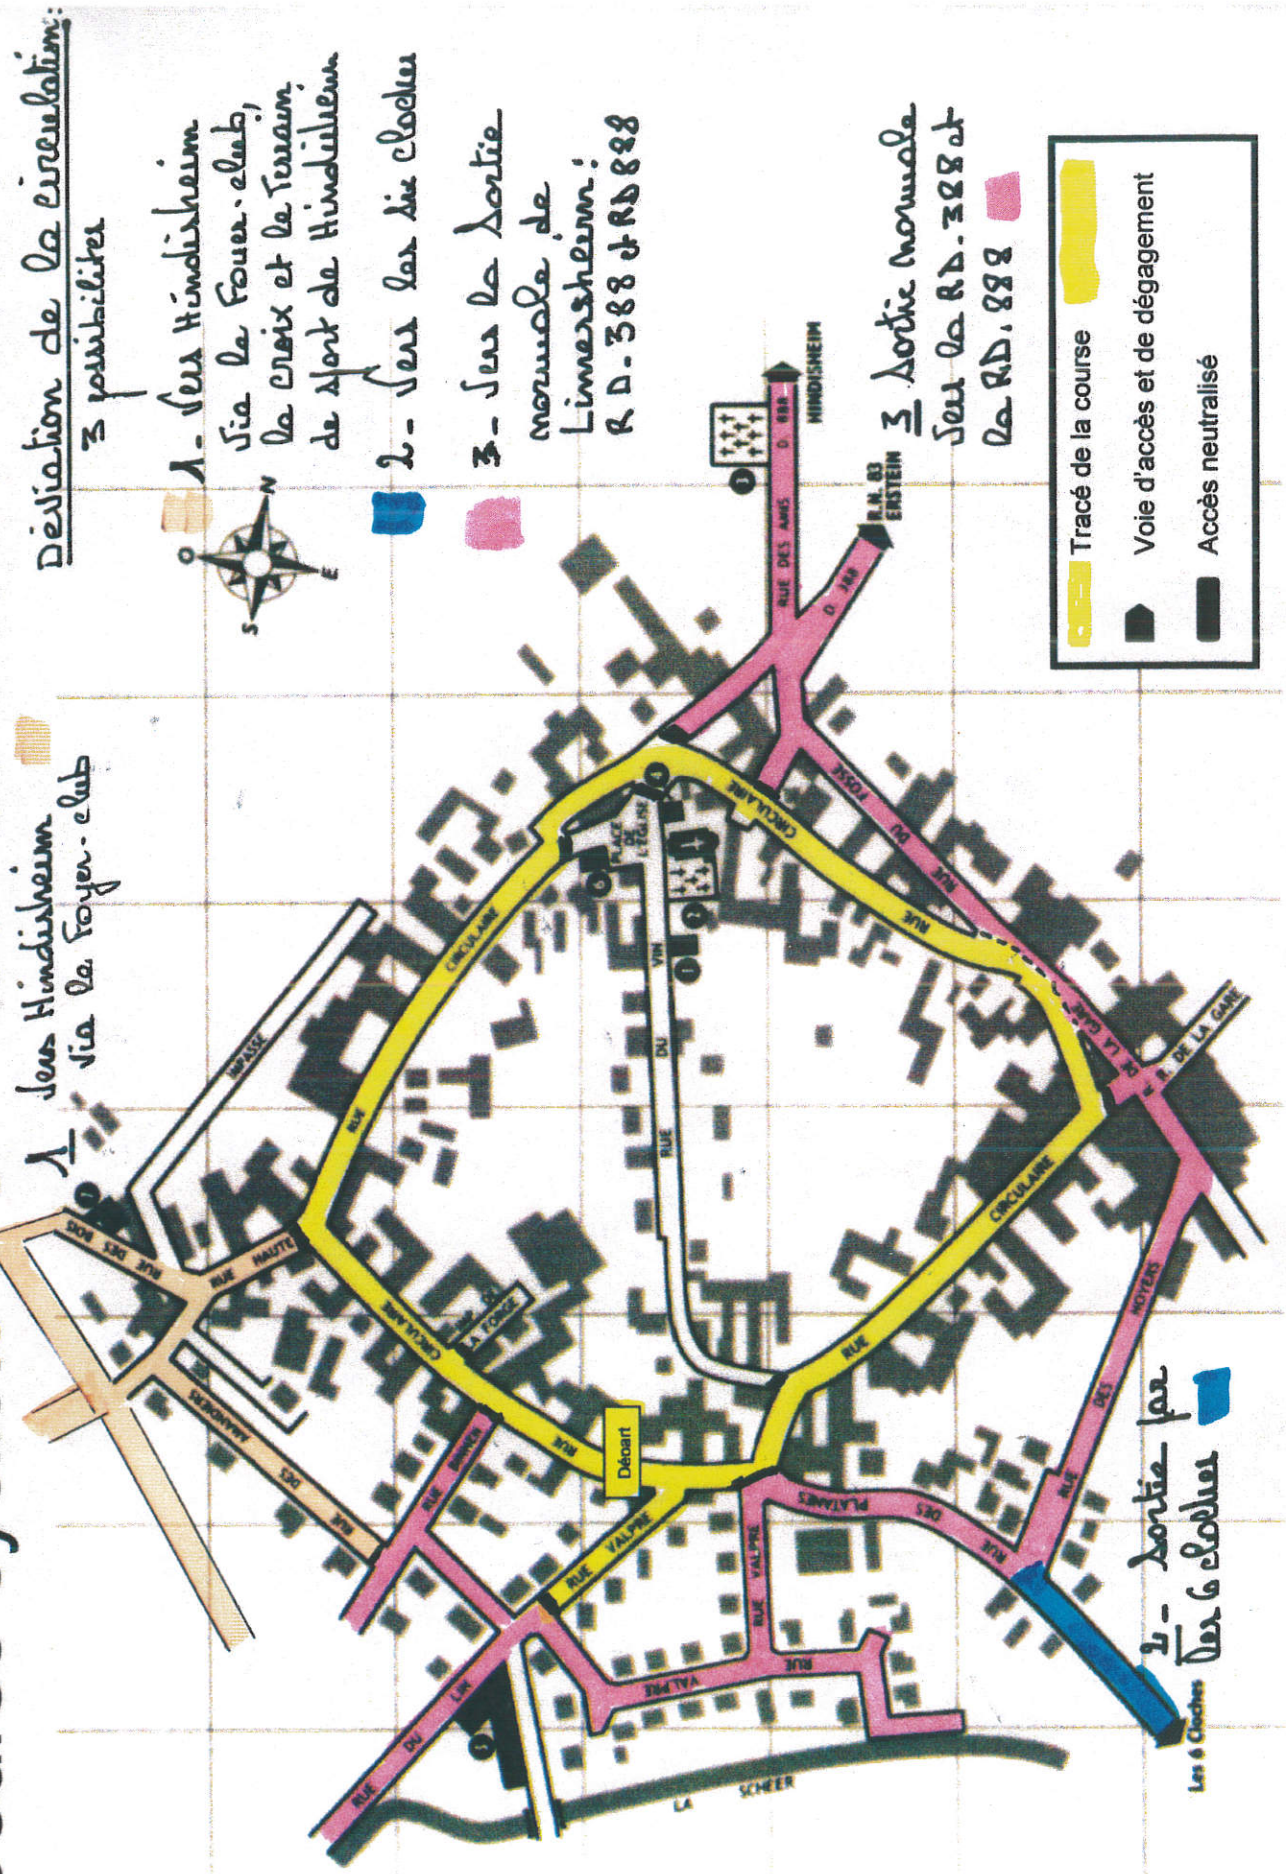 Déviation de la circulation:
3 possibilités
1 - Vers Hindisheim
Via le Foyer-club,
la croix et le Terrain
de sport de Hindisheim
2 - Vers les six cloches
3 - Vers la Sortie
normale de
Limersheim:
RD-388 et RD888
1 Vers Hindisheim
Via le Foyer-club
3 Sortie normale
la RD.388 et
la RD.888
2 - Sortie par
les 6 cloches
Tracé de la course
Voie d'accès et de dégagement
Accès neutralisé
S
O
N
E
RUE DES BOIS
IMPASSE
RUE HAUTE
RUE DES AMANDIERS
RUE BINNEN
RUE CIRCULAIRE
RUE CIRCULAIRE
LA FORGE
Départ
RUE VALPRE
RUE DU LIN
RUE VALPRE
VALPRE
RUE
LA SCHEER
RUE DES PLATANES
RUE DES NOYERS
Les 6 Cloches
RUE CIRCULAIRE
RUE DU VIN
PLACE
DE
L'ÉGLISE
RUE CIRCULAIRE
RUE DU FOSSE
R. DE LA GARE
DE LA GARE
RUE DES AMIS
D. 888
HINDISHEIM
D. 388
R.N. 83
ERSTEIN